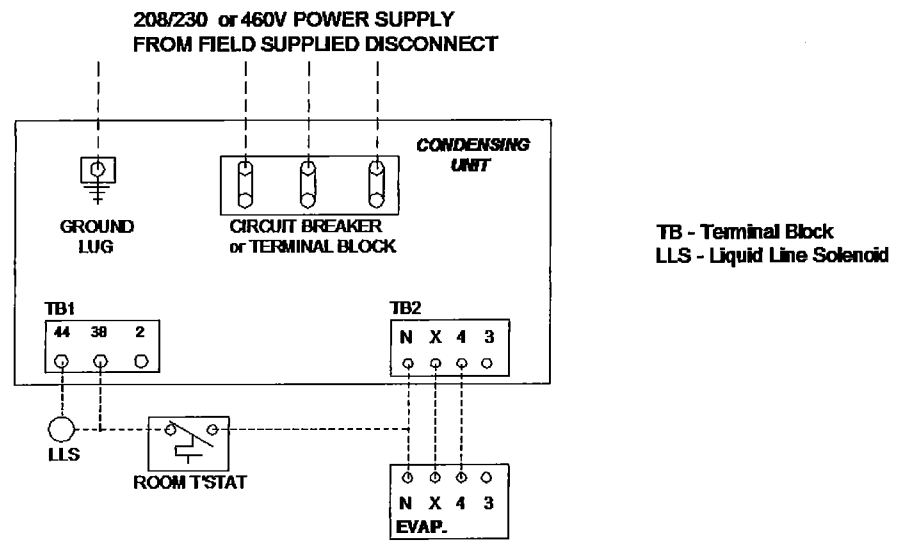 208/230 or 460V POWER SUPPLY
FROM FIELD SUPPLIED DISCONNECT
CONDENSING
UNIT
GROUND
LUG
CIRCUIT BREAKER
or TERMINAL BLOCK
TB - Terminal Block
LLS - Liquid Line Solenoid
TB1
44 38 2
TB2
N X 4 3
LLS
ROOM T'STAT
N X 4 3
EVAP.